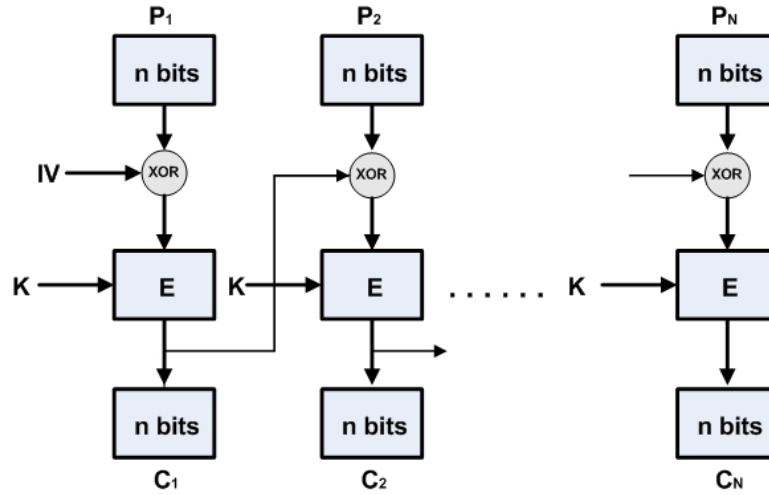 P1 P2 PN
n bits n bits n bits
IV XOR XOR XOR
K E K E ...... K E
n bits n bits n bits
C1 C2 CN